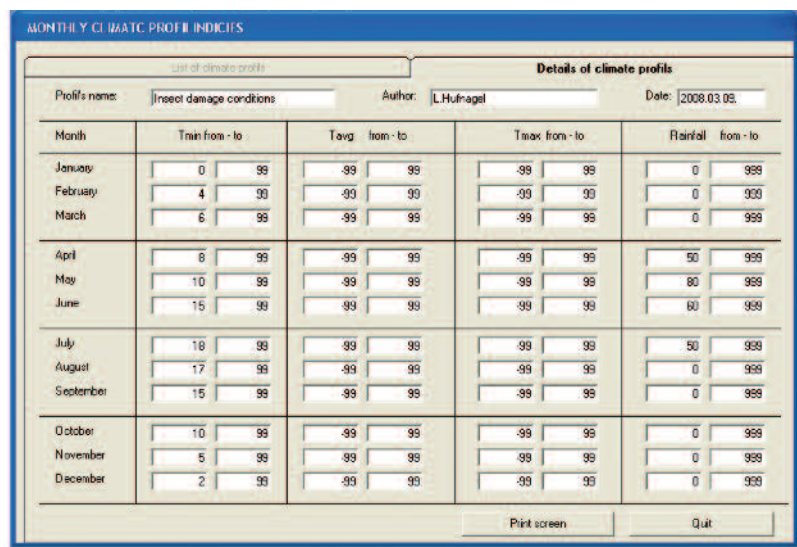 MONTHLY CLIMATC PROFIL INDICIES
List of climate profils Details of climate profils
Profil's name: Insect damage conditions Author: L.Hufnagel Date: 2008.03.09.
Month Tmin from - to Tavg from - to Tmax from - to Rainfall from - to
January 0 99 -99 99 -99 99 0 999
February 4 99 -99 99 -99 99 0 999
March 6 99 -99 99 -99 99 0 999
April 8 99 -99 99 -99 99 50 999
May 10 99 -99 99 -99 99 80 999
June 15 99 -99 99 -99 99 60 999
July 18 99 -99 99 -99 99 50 999
August 17 99 -99 99 -99 99 0 999
September 15 99 -99 99 -99 99 0 999
October 10 99 -99 99 -99 99 0 999
November 5 99 -99 99 -99 99 0 999
December 2 99 -99 99 -99 99 0 999
Print screen Quit